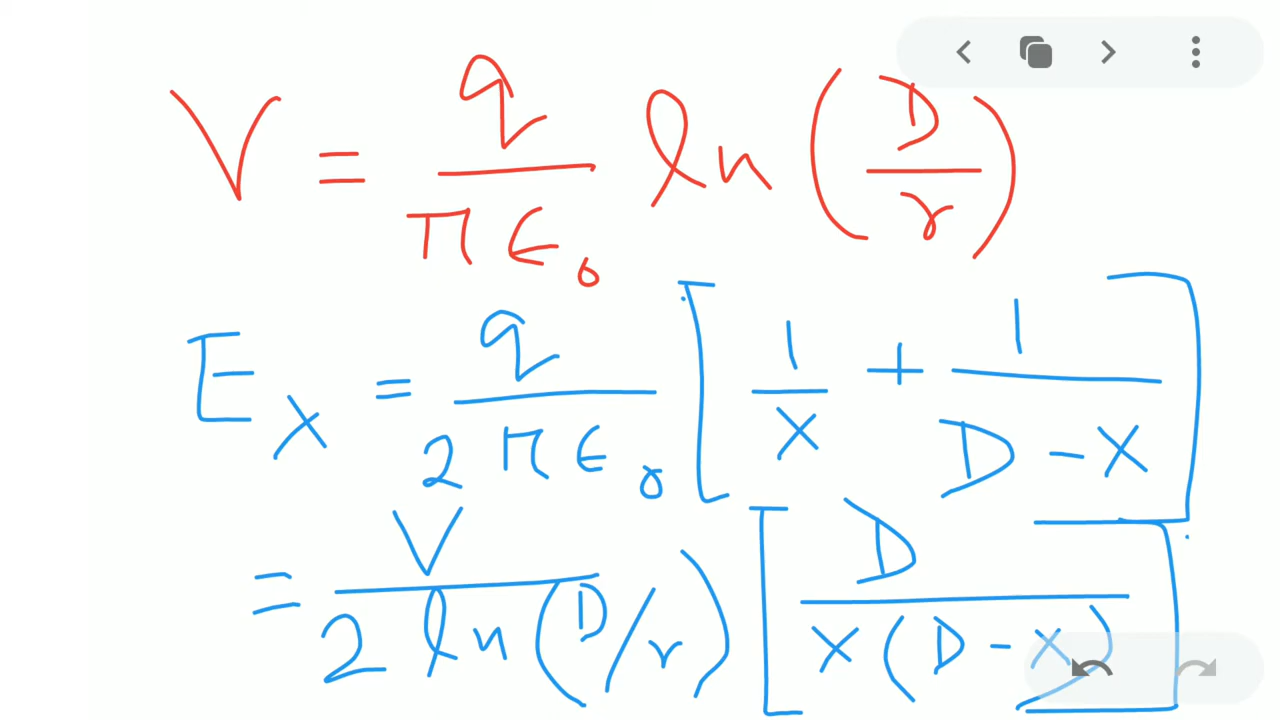 V = q/(πε₀) ln(D/r)
Eₓ = q/(2πε₀) [1/x + 1/(D−x)]
= V/(2 ln(D/r)) [D/(x(D−x))]